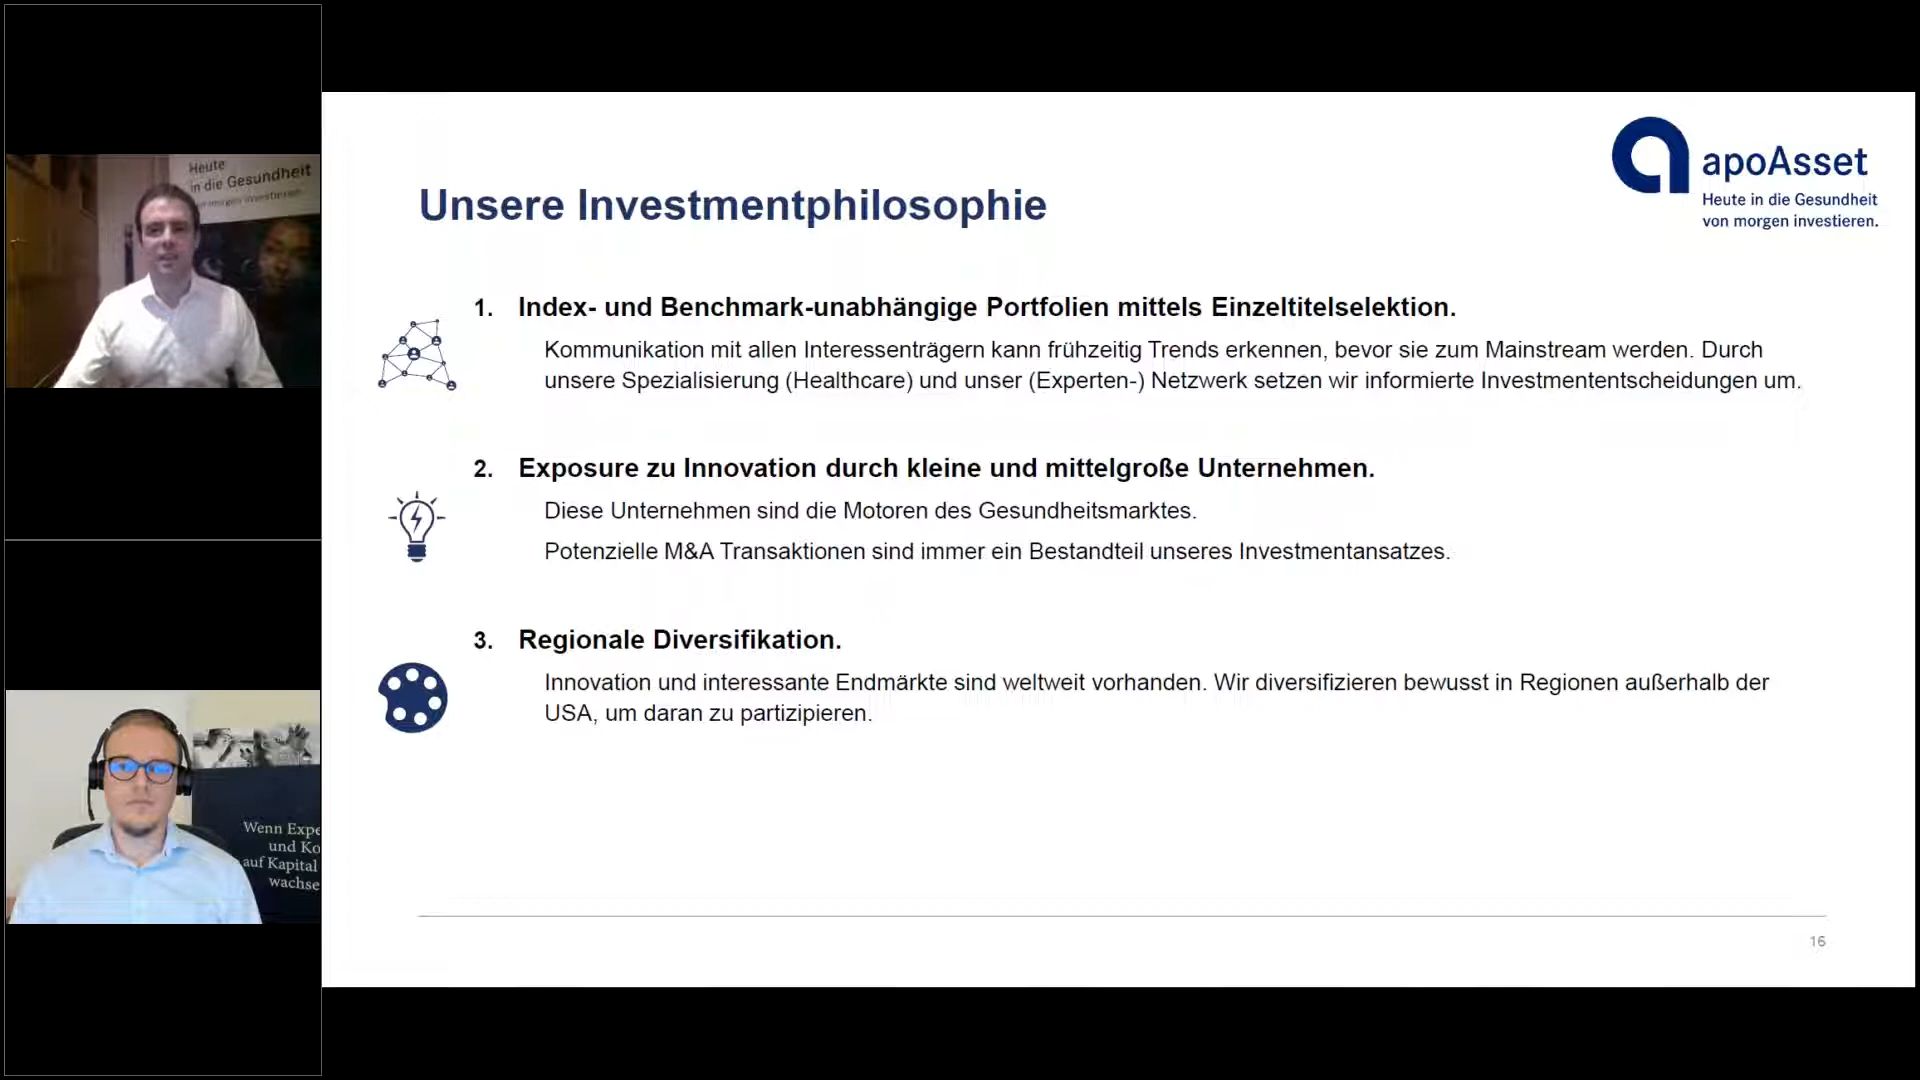 Heute
in die Gesundheit
von morgen investieren.
Wenn Expe
und Ko
auf Kapital
wachse
apoAsset
Heute in die Gesundheit
von morgen investieren.
Unsere Investmentphilosophie
1. Index- und Benchmark-unabhängige Portfolien mittels Einzeltitelselektion.
Kommunikation mit allen Interessenträgern kann frühzeitig Trends erkennen, bevor sie zum Mainstream werden. Durch
unsere Spezialisierung (Healthcare) und unser (Experten-) Netzwerk setzen wir informierte Investmententscheidungen um.
2. Exposure zu Innovation durch kleine und mittelgroße Unternehmen.
Diese Unternehmen sind die Motoren des Gesundheitsmarktes.
Potenzielle M&A Transaktionen sind immer ein Bestandteil unseres Investmentansatzes.
3. Regionale Diversifikation.
Innovation und interessante Endmärkte sind weltweit vorhanden. Wir diversifizieren bewusst in Regionen außerhalb der
USA, um daran zu partizipieren.
16